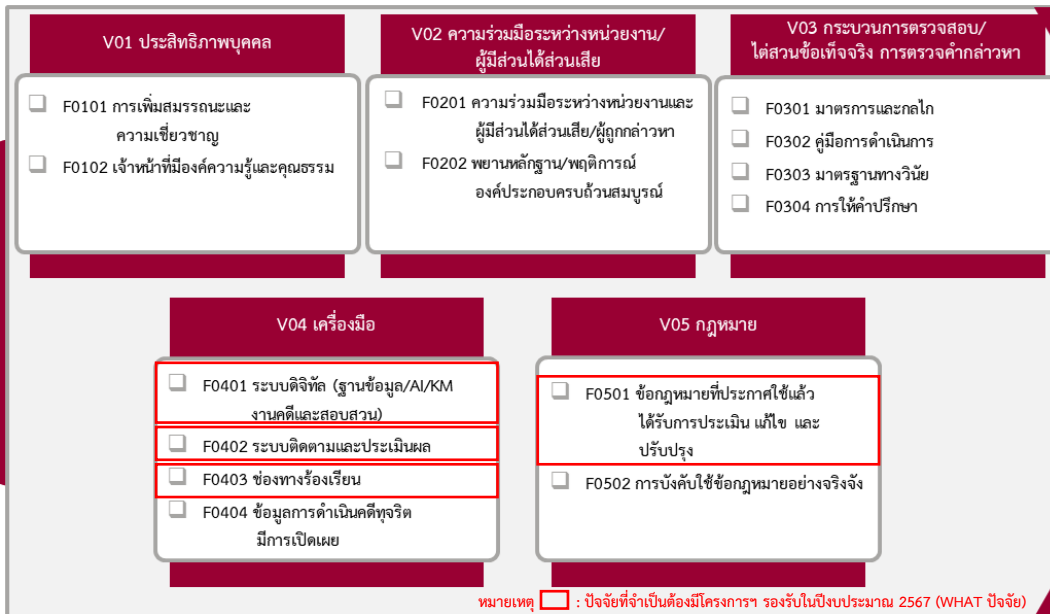 V01 ประสิทธิภาพบุคคล
F0101 การเพิ่มสมรรถนะและ
ความเชี่ยวชาญ
F0102 เจ้าหน้าที่มีองค์ความรู้และคุณธรรม
V02 ความร่วมมือระหว่างหน่วยงาน/
ผู้มีส่วนได้ส่วนเสีย
F0201 ความร่วมมือระหว่างหน่วยงานและ
ผู้มีส่วนได้ส่วนเสีย/ผู้ถูกกล่าวหา
F0202 พยานหลักฐาน/พฤติการณ์
องค์ประกอบครบถ้วนสมบูรณ์
V03 กระบวนการตรวจสอบ/
ไต่สวนข้อเท็จจริง การตรวจคำกล่าวหา
F0301 มาตรการและกลไก
F0302 คู่มือการดำเนินการ
F0303 มาตรฐานทางวินัย
F0304 การให้คำปรึกษา
V04 เครื่องมือ
F0401 ระบบดิจิทัล (ฐานข้อมูล/AI/KM
งานคดีและสอบสวน)
F0402 ระบบติดตามและประเมินผล
F0403 ช่องทางร้องเรียน
F0404 ข้อมูลการดำเนินคดีทุจริต
มีการเปิดเผย
V05 กฎหมาย
F0501 ข้อกฎหมายที่ประกาศใช้แล้ว
ได้รับการประเมิน แก้ไข และ
ปรับปรุง
F0502 การบังคับใช้ข้อกฎหมายอย่างจริงจัง
หมายเหตุ : ปัจจัยที่จำเป็นต้องมีโครงการฯ รองรับในปีงบประมาณ 2567 (WHAT ปัจจัย)